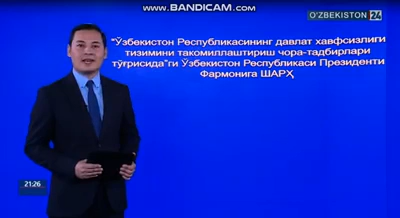 www.BANDICAM.com
O'ZBEKISTON 24
"Ўзбекистон Республикасининг давлат хавфсизлиги
тизимини такомиллаштириш чора-тадбирлари
тўғрисида"ги Ўзбекистон Республикаси Президенти
Фармонига ШАРҲ
21:26